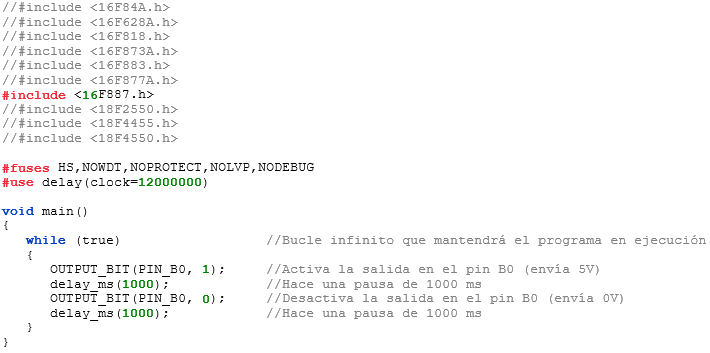 //#include <16F84A.h>
//#include <16F628A.h>
//#include <16F818.h>
//#include <16F873A.h>
//#include <16F883.h>
//#include <16F877A.h>
#include <16F887.h>
//#include <18F2550.h>
//#include <18F4455.h>
//#include <18F4550.h>

#fuses HS,NOWDT,NOPROTECT,NOLVP,NODEBUG
#use delay(clock=12000000)

void main()
{
   while (true)                  //Bucle infinito que mantendrá el programa en ejecución
   {
      OUTPUT_BIT(PIN_B0, 1);     //Activa la salida en el pin B0 (envía 5V)
      delay_ms(1000);            //Hace una pausa de 1000 ms
      OUTPUT_BIT(PIN_B0, 0);     //Desactiva la salida en el pin B0 (envía 0V)
      delay_ms(1000);            //Hace una pausa de 1000 ms
   }
}